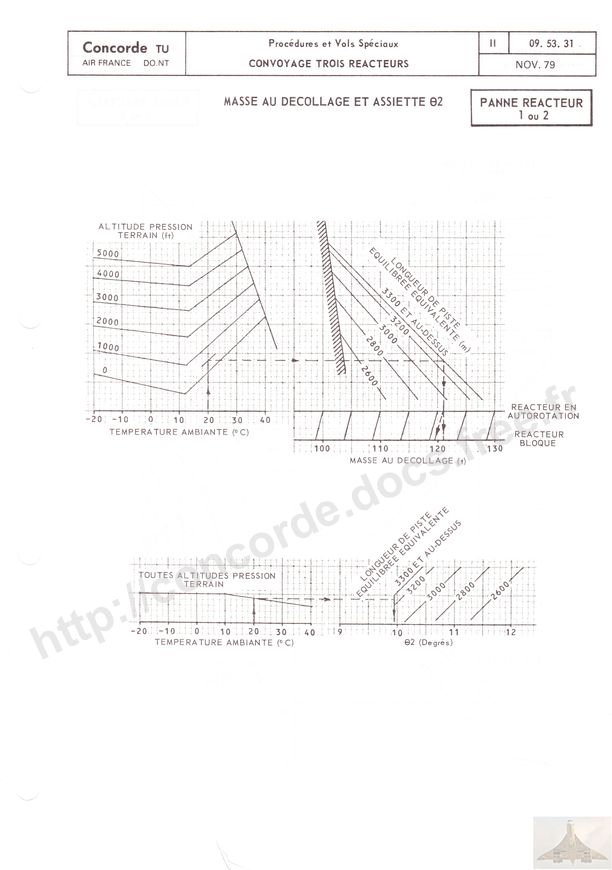 Concorde TU
AIR FRANCE DO.NT
Procédures et Vols Spéciaux
CONVOYAGE TROIS REACTEURS
II
09. 53. 31
NOV. 79
MASSE AU DECOLLAGE ET ASSIETTE θ2
PANNE REACTEUR
1 ou 2
ALTITUDE PRESSION
TERRAIN (ft)
5000
4000
3000
2000
1000
0
-20 -10 0 10 20 30 40
TEMPERATURE AMBIANTE (°C)
LONGUEUR DE PISTE
EQUILIBREE EQUIVALENTE (m)
3300 ET AU-DESSUS
3200
3000
2800
2600
REACTEUR EN
AUTOROTATION
REACTEUR
BLOQUE
100 110 120 130
MASSE AU DECOLLAGE (t)
http://concorde.docs.free.fr
LONGUEUR DE PISTE
EQUILIBREE EQUIVALENTE
3300 ET AU-DESSUS
3200
3000
2800
2600
TOUTES ALTITUDES PRESSION
TERRAIN
-20 -10 0 10 20 30 40
TEMPERATURE AMBIANTE (°C)
9 10 11 12
θ2 (Degrés)